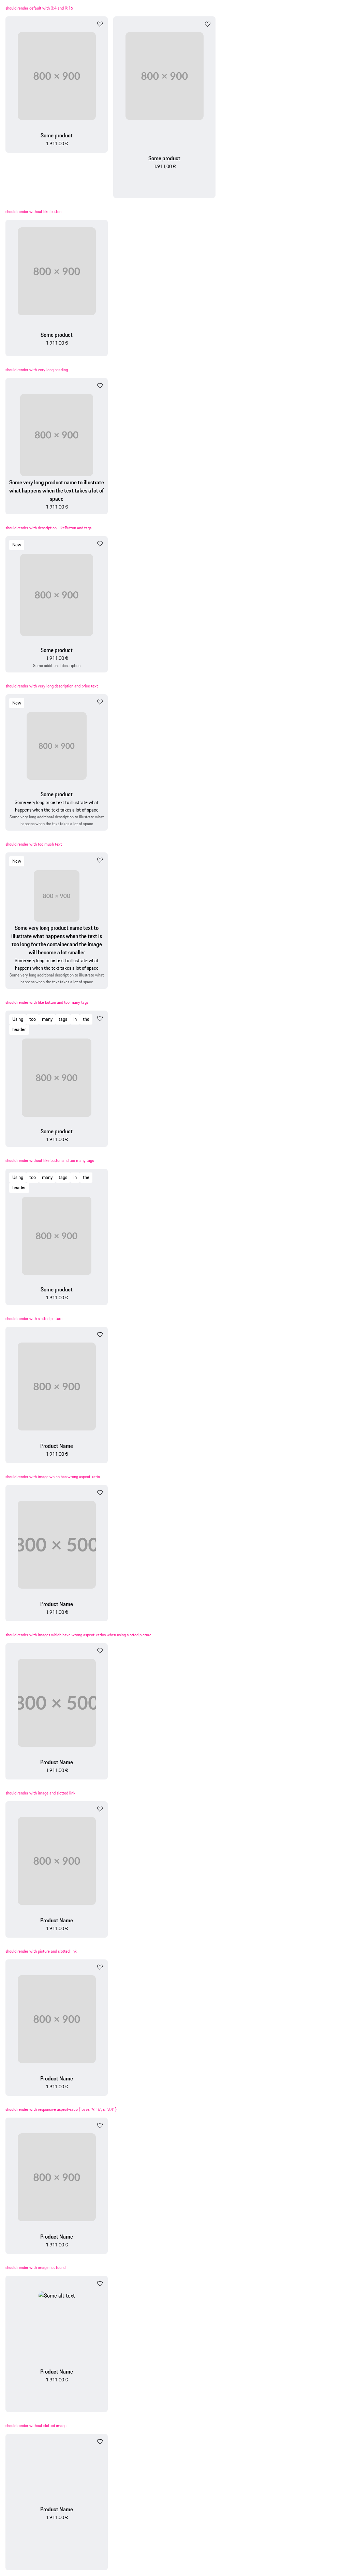 should render default with 3:4 and 9:16
800 × 900
800 × 900
Some product
1.911,00 €
Some product
1.911,00 €
should render without like button
800 × 900
Some product
1.911,00 €
should render with very long heading
800 × 900
Some very long product name to illustrate
what happens when the text takes a lot of
space
1.911,00 €
should render with description, likeButton and tags
New
800 × 900
Some product
1.911,00 €
Some additional description
should render with very long description and price text
New
800 × 900
Some product
Some very long price text to illustrate what
happens when the text takes a lot of space
Some very long additional description to illustrate what
happens when the text takes a lot of space
should render with too much text
New
800 × 900
Some very long product name text to
illustrate what happens when the text is
too long for the container and the image
will become a lot smaller
Some very long price text to illustrate what
happens when the text takes a lot of space
Some very long additional description to illustrate what
happens when the text takes a lot of space
should render with like button and too many tags
Using too many tags in the
header
800 × 900
Some product
1.911,00 €
should render without like button and too many tags
Using too many tags in the
header
800 × 900
Some product
1.911,00 €
should render with slotted picture
800 × 900
Product Name
1.911,00 €
should render with image which has wrong aspect-ratio
800 × 500
Product Name
1.911,00 €
should render with images which have wrong aspect-ratios when using slotted picture
800 × 500
Product Name
1.911,00 €
should render with image and slotted link
800 × 900
Product Name
1.911,00 €
should render with picture and slotted link
800 × 900
Product Name
1.911,00 €
should render with responsive aspect-ratio { base: '9:16', s: '3:4' }
800 × 900
Product Name
1.911,00 €
should render with image not found
Some alt text
Product Name
1.911,00 €
should render without slotted image
Product Name
1.911,00 €